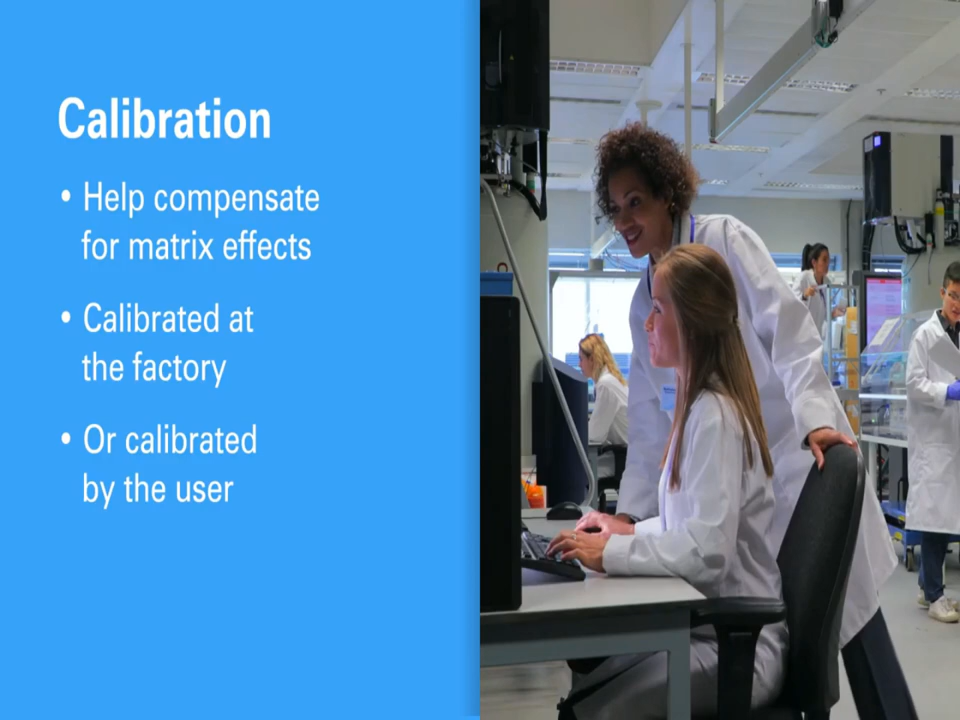 Calibration
• Help compensate
for matrix effects
• Calibrated at
the factory
• Or calibrated
by the user